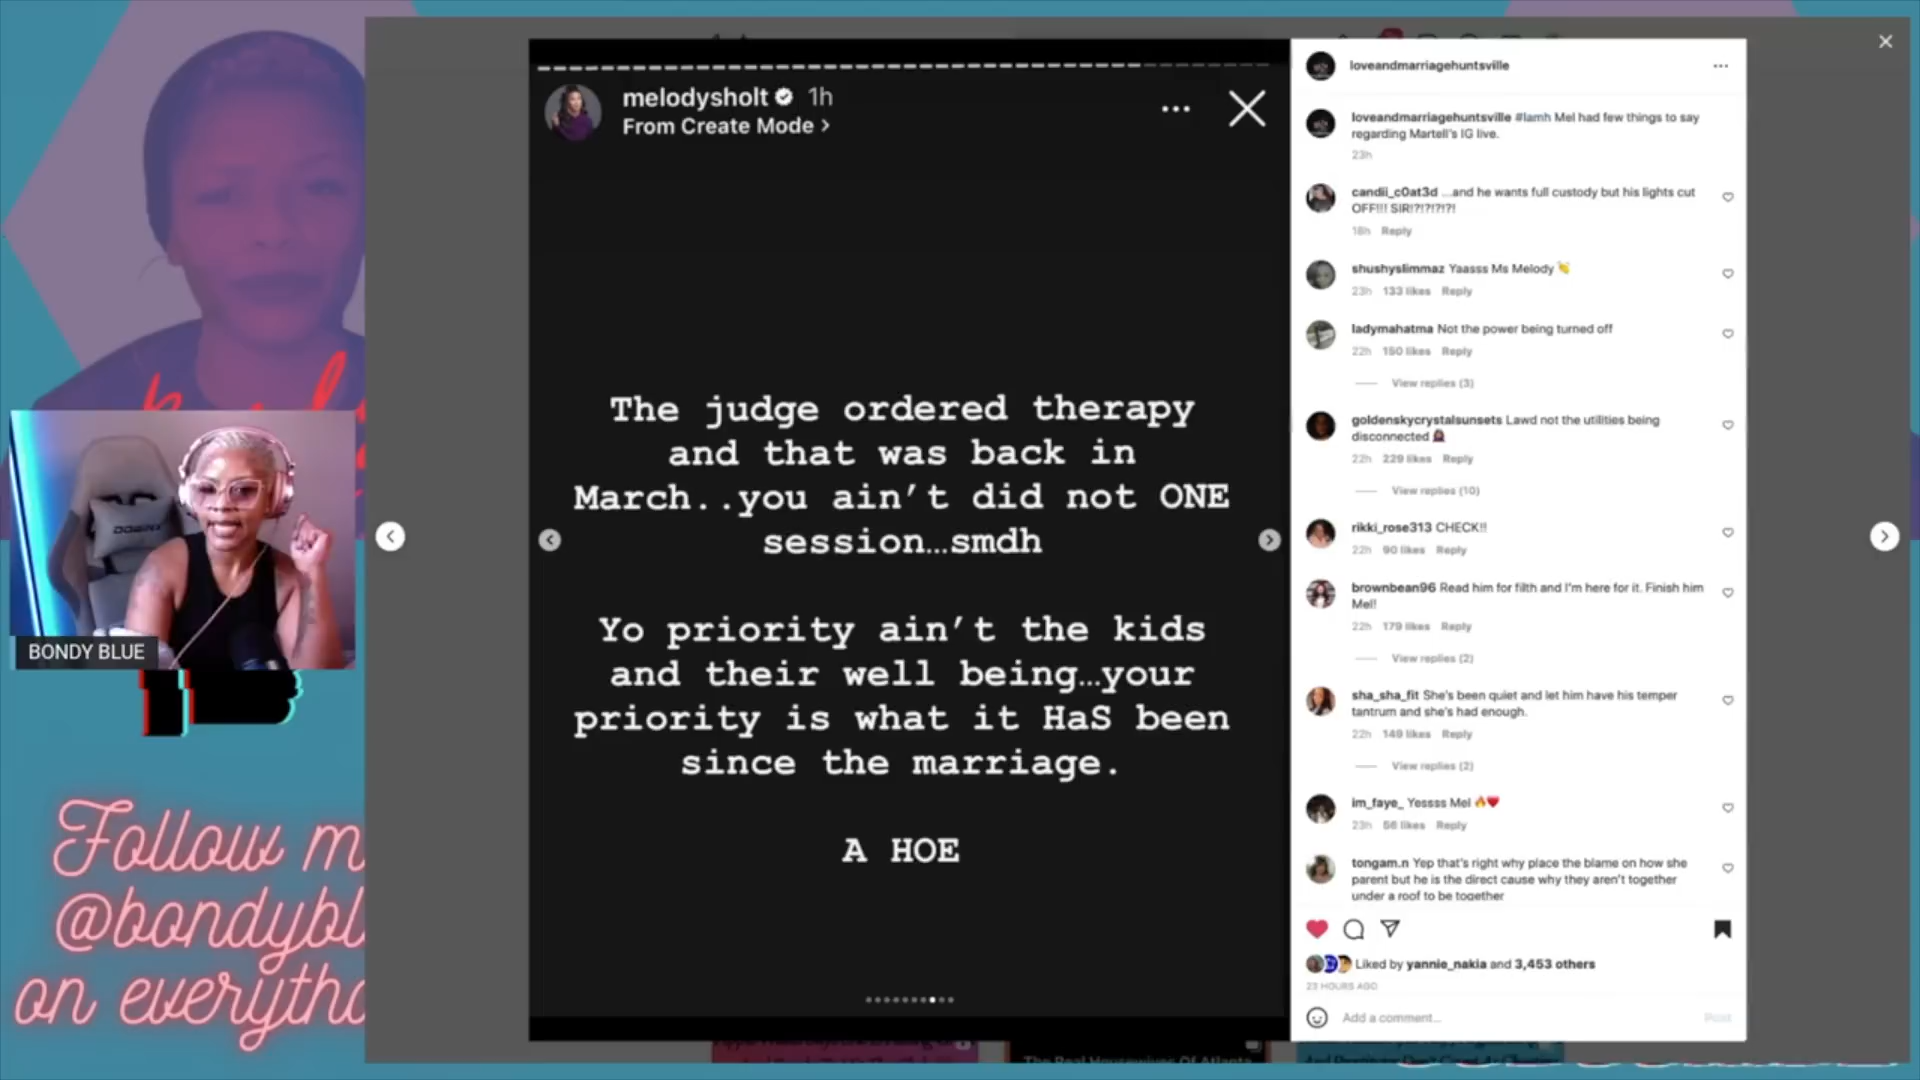 melodysholt 1h
From Create Mode >
The judge ordered therapy
and that was back in
March..you ain't did not ONE
session…smdh
Yo priority ain't the kids
and their well being…your
priority is what it HaS been
since the marriage.
A HOE
loveandmarriagehuntsville
loveandmarriagehuntsville #lamh Mel had few things to say
regarding Martell's IG live.
23h
candii_c0at3d ...and he wants full custody but his lights cut
OFF!!! SIR!?!?!?!?!
18h Reply
shushyslimmaz Yaasss Ms Melody 👏
23h 133 likes Reply
ladymahatma Not the power being turned off
22h 150 likes Reply
View replies (3)
goldenskycrystalsunsets Lawd not the utilities being
disconnected
22h 229 likes Reply
View replies (10)
rikki_rose313 CHECK!!
22h 90 likes Reply
brownbean96 Read him for filth and I'm here for it. Finish him
Mel!
22h 179 likes Reply
View replies (2)
sha_sha_fit She's been quiet and let him have his temper
tantrum and she's had enough.
22h 149 likes Reply
View replies (2)
im_faye_ Yessss Mel 🔥❤️
23h 56 likes Reply
tongam.n Yep that's right why place the blame on how she
parent but he is the direct cause why they aren't together
under a roof to be together
Liked by yannie_nakia and 3,453 others
23 HOURS AGO
Add a comment...
Post
BONDY BLUE
Follow m
@bondybl
on everyth
The Real Housewives Of Atlanta